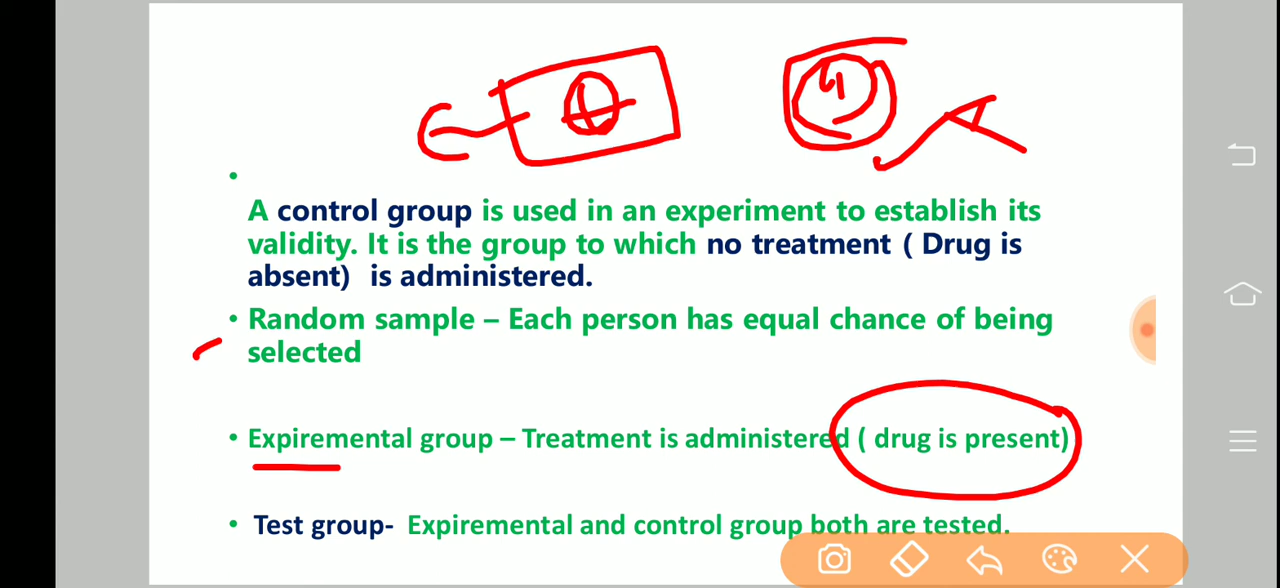 A control group is used in an experiment to establish its
validity. It is the group to which no treatment ( Drug is
absent) is administered.
• Random sample – Each person has equal chance of being
selected
• Expiremental group – Treatment is administered ( drug is present)
• Test group- Expiremental and control group both are tested.